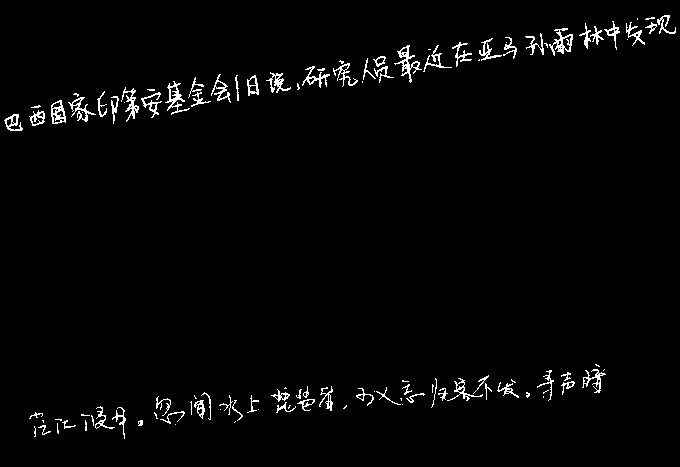 巴西国家印第安基金会1日说,研究人员最近在亚马孙雨林中发现
茫江浸月。忽闻水上琵琶声,主人忘归客不发。寻声暗